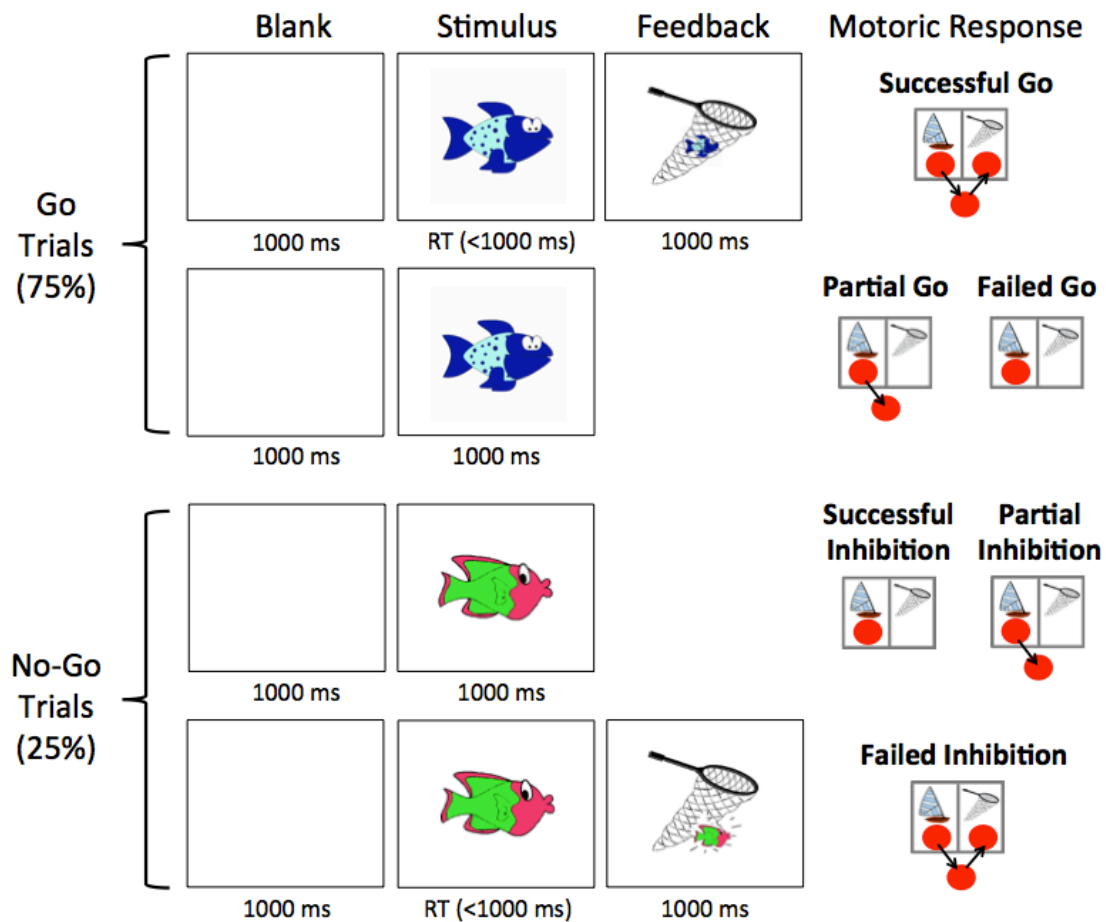 Blank Stimulus Feedback Motoric Response
Successful Go
Go
Trials
(75%)
1000 ms RT (<1000 ms) 1000 ms
Partial Go Failed Go
1000 ms 1000 ms
Successful Inhibition Partial Inhibition
No-Go
Trials
(25%)
1000 ms 1000 ms
Failed Inhibition
1000 ms RT (<1000 ms) 1000 ms